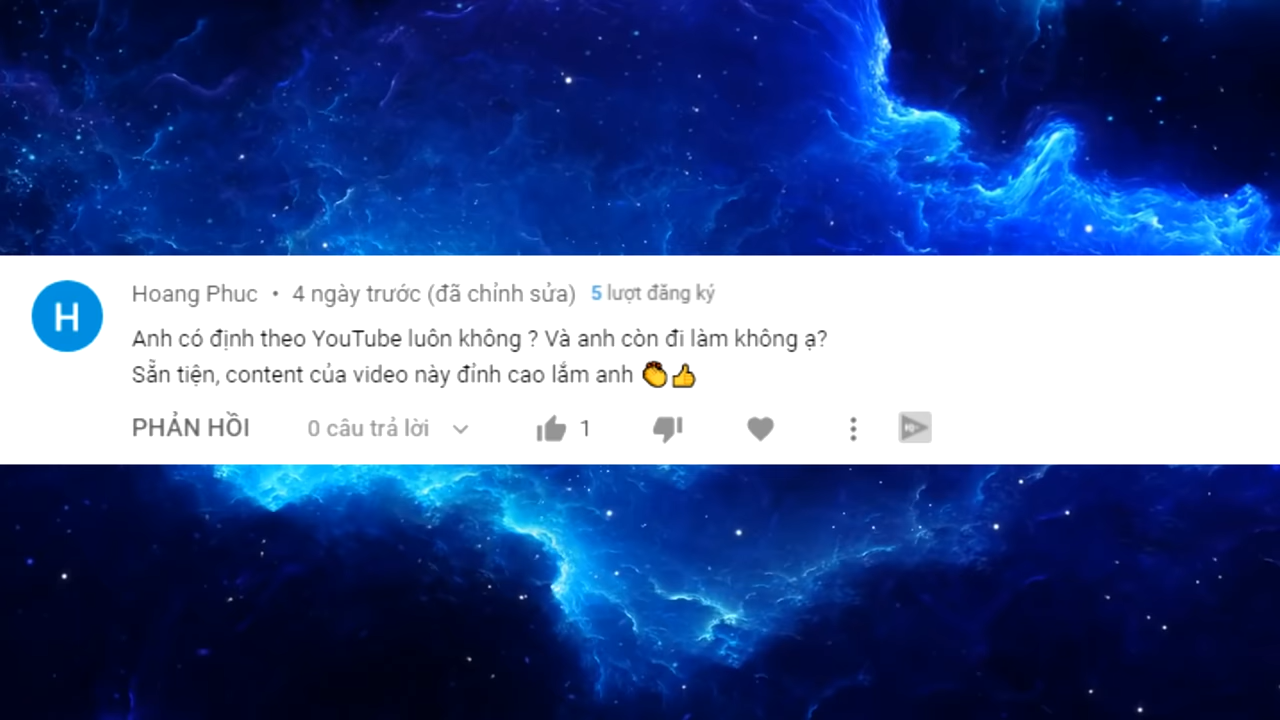 H
Hoang Phuc • 4 ngày trước (đã chỉnh sửa) 5 lượt đăng ký
Anh có định theo YouTube luôn không ? Và anh còn đi làm không ạ?
Sẵn tiện, content của video này đỉnh cao lắm anh 👏👍
PHẢN HỒI 0 câu trả lời 1